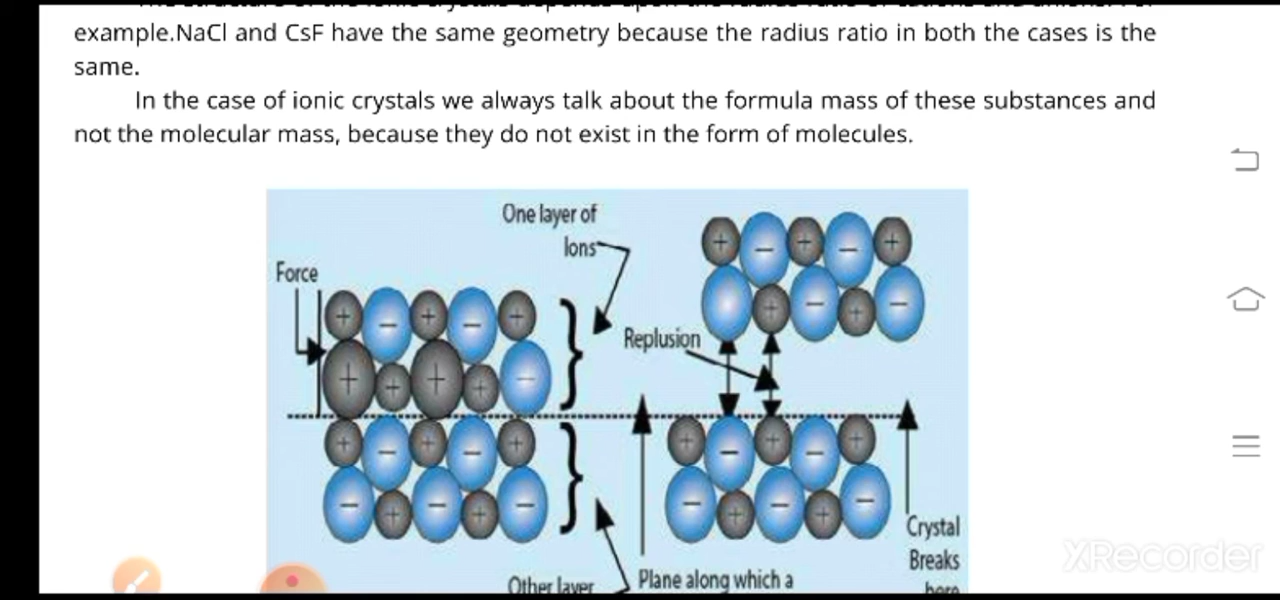 example.NaCl and CsF have the same geometry because the radius ratio in both the cases is the
same.
In the case of ionic crystals we always talk about the formula mass of these substances and
not the molecular mass, because they do not exist in the form of molecules.
One layer of
Ions
Force
Replusion
Crystal
Breaks
here
Other layer
Plane along which a
XRecorder